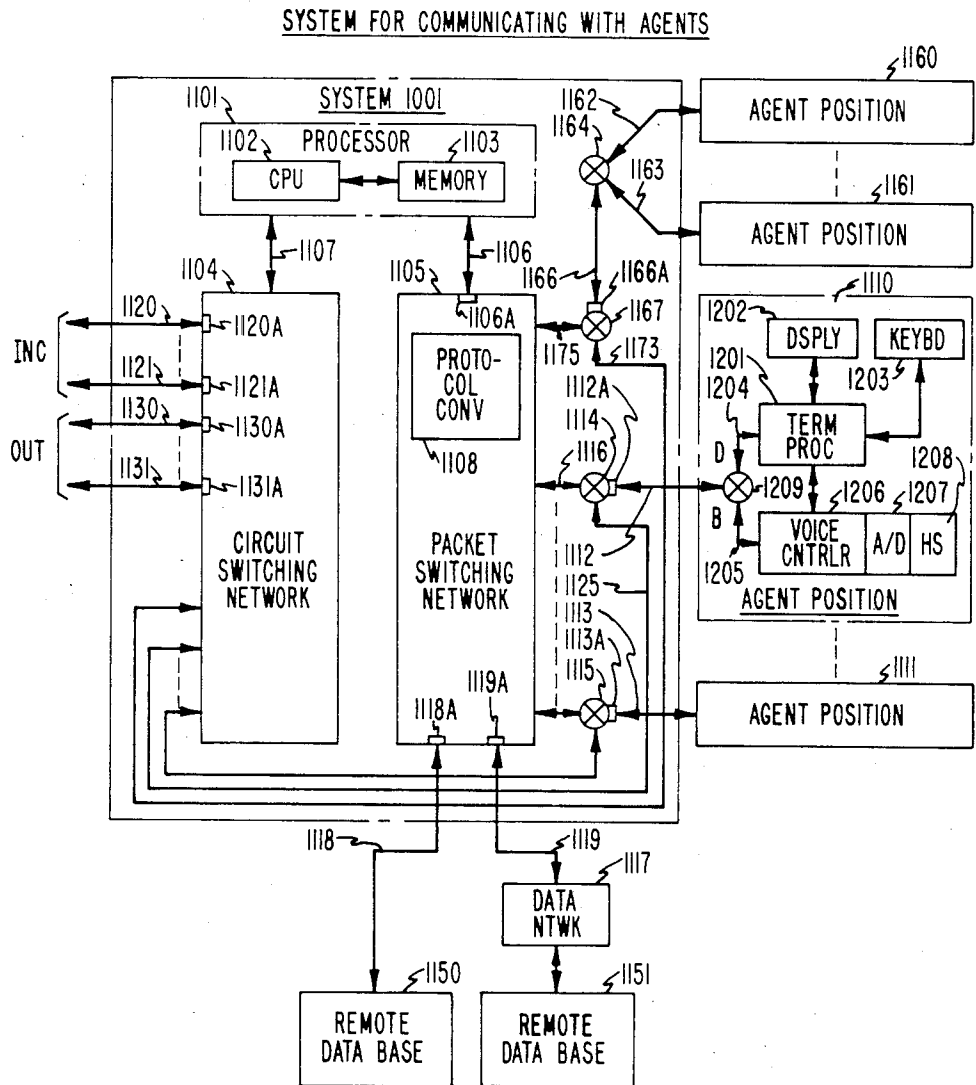 SYSTEM FOR COMMUNICATING WITH AGENTS
SYSTEM 1001
1101
PROCESSOR
1102
CPU
1103
MEMORY
1107
1106
1104
1105
1106A
INC
1120
1120A
1121
1121A
OUT
1130
1130A
1131
1131A
CIRCUIT
SWITCHING
NETWORK
PROTO-
COL
CONV
1108
PACKET
SWITCHING
NETWORK
1118A
1119A
1162
1164
1163
1160
AGENT POSITION
1161
AGENT POSITION
1166
1166A
1167
1175
1173
1112A
1114
1116
1112
1125
1113
1113A
1115
1110
1202
DSPLY
KEYBD
1203
1201
1204
TERM
PROC
D
1209
B
1205
1206
1207
1208
VOICE
CNTRLR
A/D
HS
AGENT POSITION
1111
AGENT POSITION
1118
1119
1117
DATA
NTWK
1150
REMOTE
DATA BASE
1151
REMOTE
DATA BASE